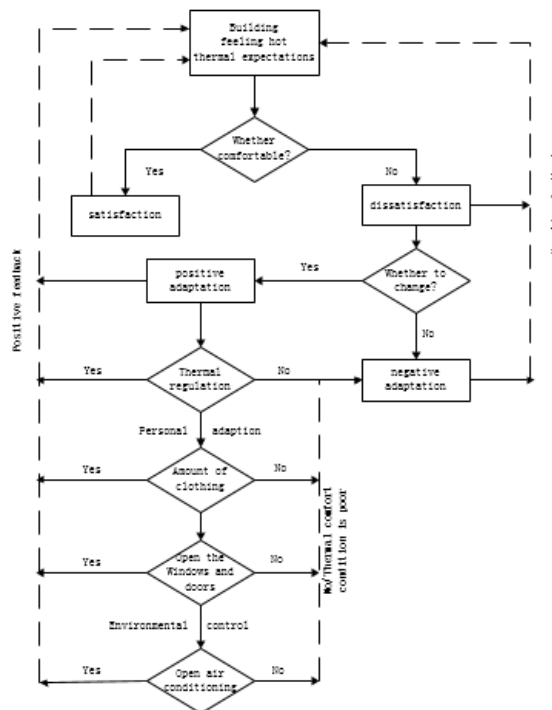 Building
feeling hot
thermal expectations
Whether
comfortable?
Yes
No
satisfaction
dissatisfaction
positive
adaptation
Yes
Whether to
change?
No
Positive feedback
Yes
Thermal
regulation
No
negative
adaptation
Personal adaption
Yes
Amount of
clothing
No
No/Thermal comfort
condition is poor
Yes
Open the
Windows and
doors
No
Environmental control
Yes
Open air
conditioning
No